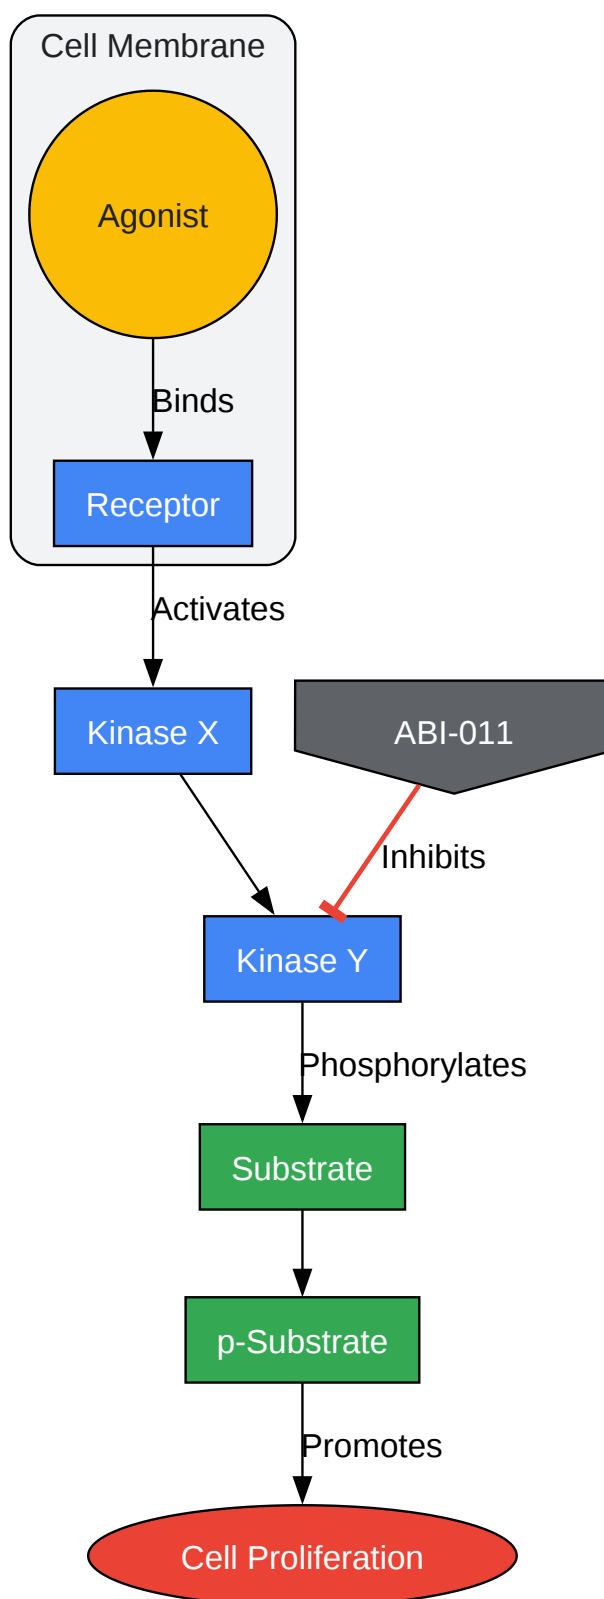 Cell Membrane
Agonist
Binds
Receptor
Activates
Kinase X
ABI-011
Inhibits
Kinase Y
Phosphorylates
Substrate
p-Substrate
Promotes
Cell Proliferation